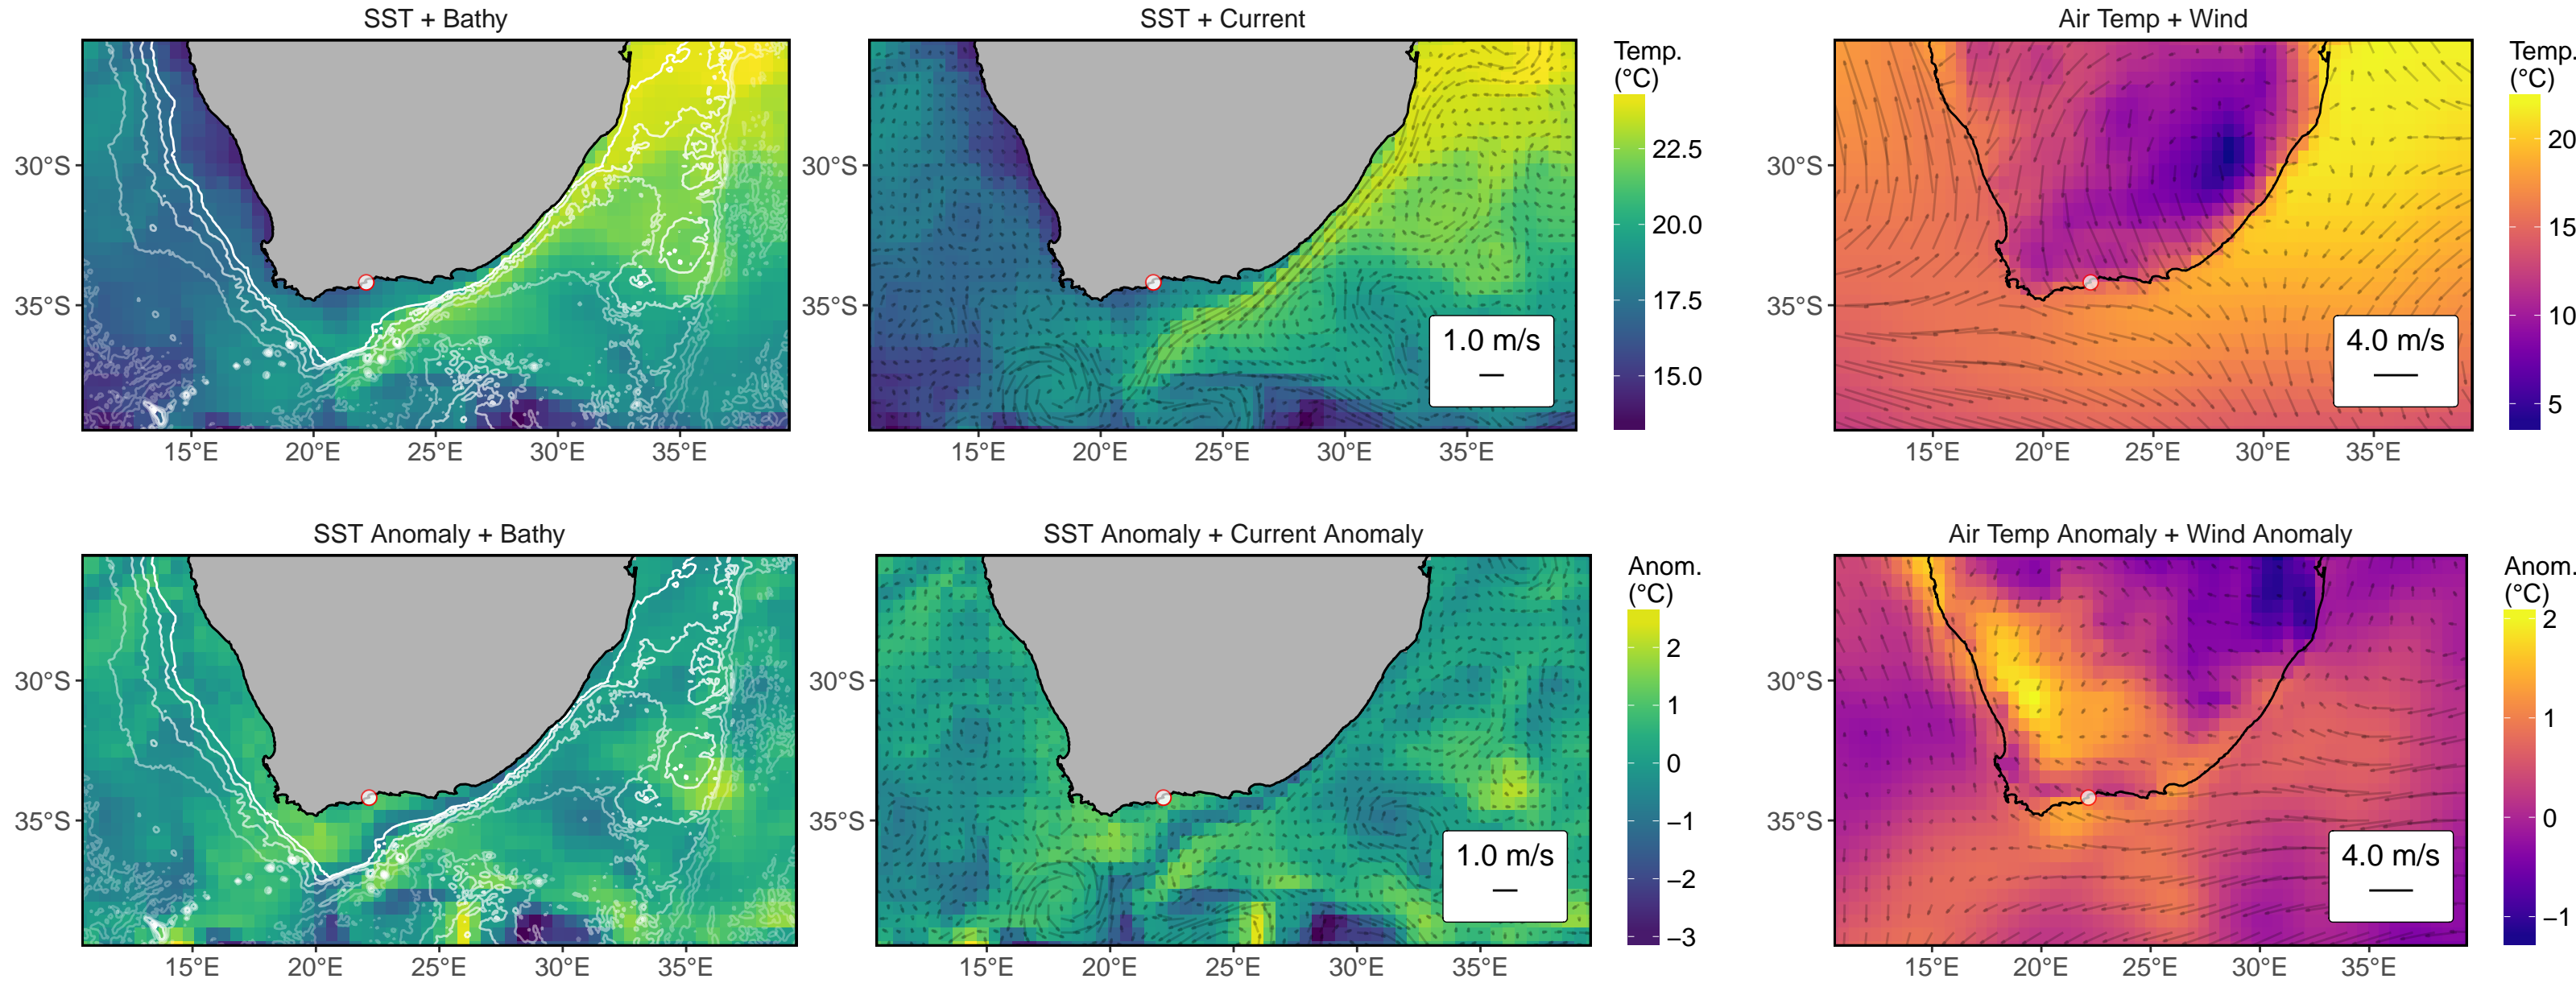 SST + Bathy
SST + Current
Air Temp + Wind
30°S
35°S
15°E 20°E 25°E 30°E 35°E
30°S
35°S
15°E 20°E 25°E 30°E 35°E
1.0 m/s
Temp.
(°C)
22.5
20.0
17.5
15.0
30°S
35°S
15°E 20°E 25°E 30°E 35°E
4.0 m/s
Temp.
(°C)
20
15
10
5
SST Anomaly + Bathy
SST Anomaly + Current Anomaly
Air Temp Anomaly + Wind Anomaly
30°S
35°S
15°E 20°E 25°E 30°E 35°E
30°S
35°S
15°E 20°E 25°E 30°E 35°E
1.0 m/s
Anom.
(°C)
2
1
0
−1
−2
−3
30°S
35°S
15°E 20°E 25°E 30°E 35°E
4.0 m/s
Anom.
(°C)
2
1
0
−1